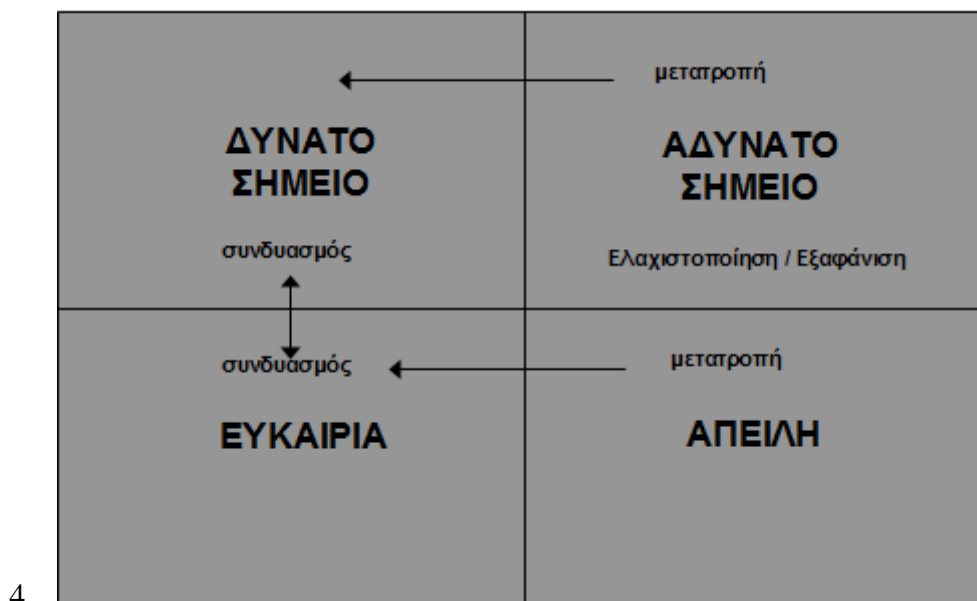 μετατροπή
ΔΥΝΑΤΟ
ΣΗΜΕΙΟ
ΑΔΥΝΑΤΟ
ΣΗΜΕΙΟ
συνδυασμός
Ελαχιστοποίηση / Εξαφάνιση
συνδυασμός
μετατροπή
ΕΥΚΑΙΡΙΑ
ΑΠΕΙΛΗ
4